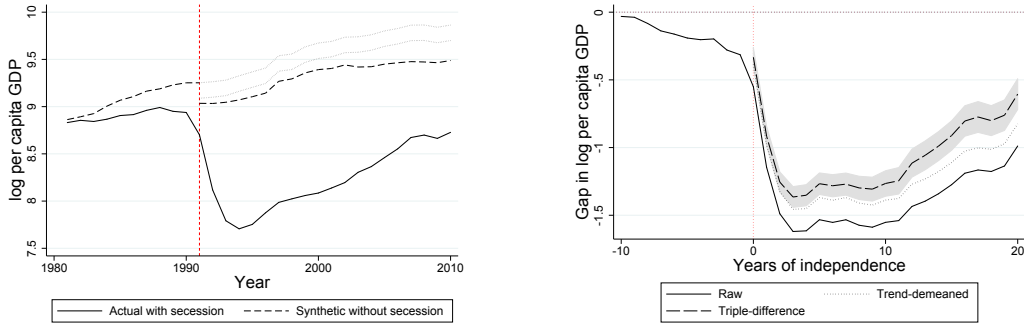 log per capita GDP
10
9.5
9
8.5
8
7.5
1980 1990 2000 2010
Year
Actual with secession Synthetic without secession
Gap in log per capita GDP
0
-.5
-1
-1.5
-10 0 10 20
Years of independence
Raw Trend-demeaned
Triple-difference